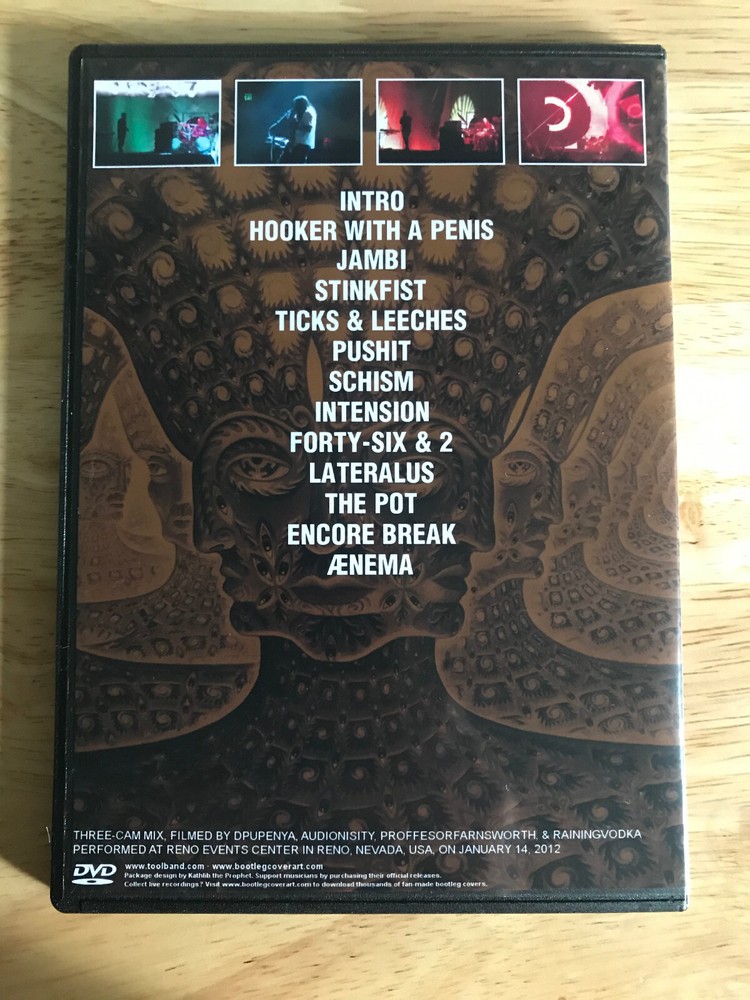 INTRO
HOOKER WITH A PENIS
JAMBI
STINKFIST
TICKS & LEECHES
PUSHIT
SCHISM
INTENSION
FORTY-SIX & 2
LATERALUS
THE POT
ENCORE BREAK
ÆNEMA
THREE-CAM MIX, FILMED BY DPUPENYA, AUDIONISITY, PROFFESORFARNSWORTH, & RAININGVODKA
PERFORMED AT RENO EVENTS CENTER IN RENO, NEVADA, USA, ON JANUARY 14, 2012
DVD
www.toolband.com · www.bootlegcoverart.com
Package design by Kathlib the Prophet. Support musicians by purchasing their official releases.
Collect live recordings? Visit www.bootlegcoverart.com to download thousands of fan-made bootleg covers.